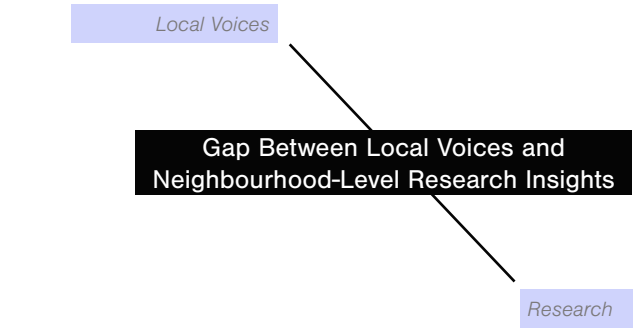 Local Voices
Gap Between Local Voices and
Neighbourhood-Level Research Insights
Research